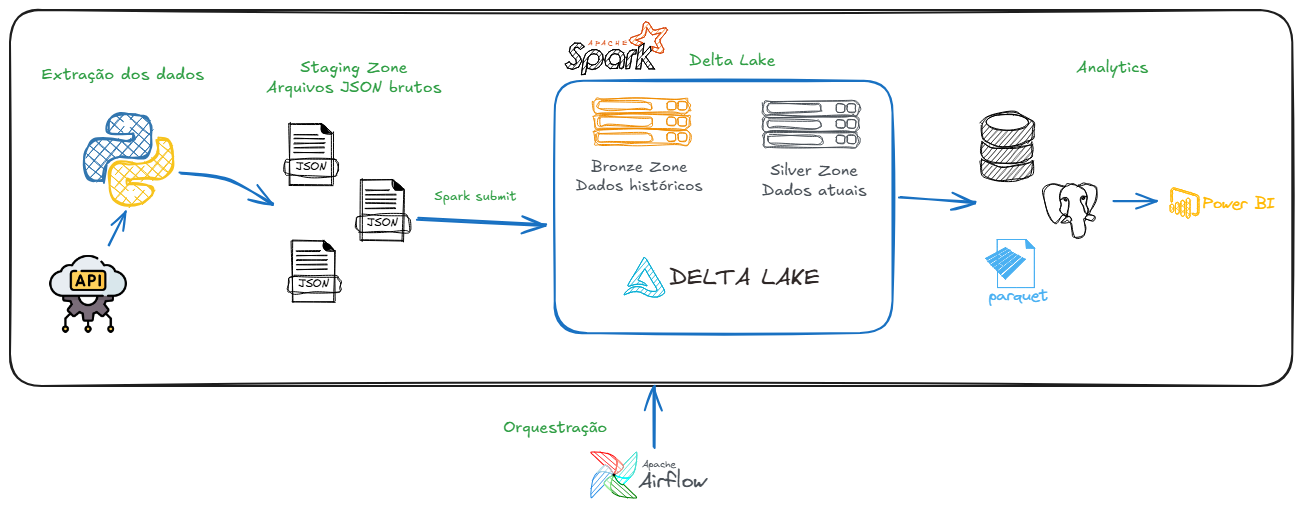 Extração dos dados
API
Staging Zone
Arquivos JSON brutos
JSON
JSON
JSON
Spark submit
APACHE
Spark
Delta Lake
Bronze Zone
Dados históricos
Silver Zone
Dados atuais
DELTA LAKE
Analytics
parquet
Power BI
Orquestração
Apache
Airflow